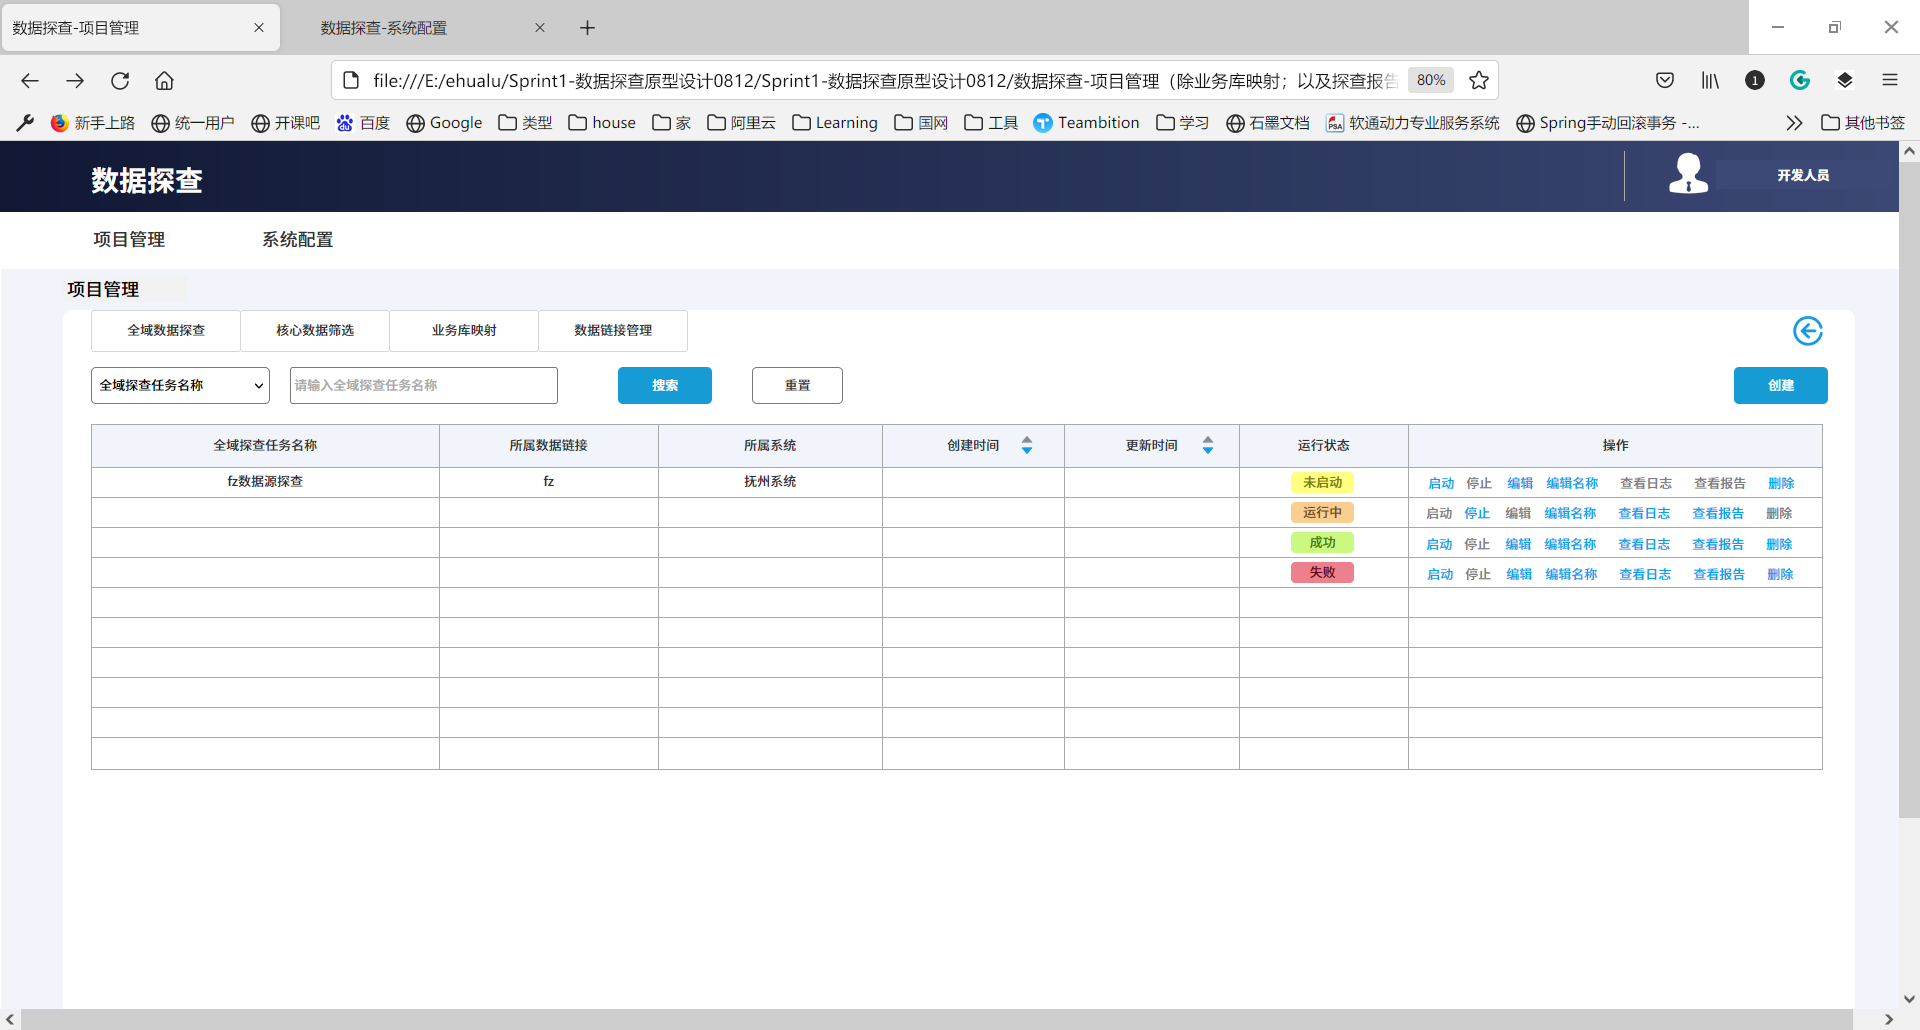 数据探查-项目管理
数据探查-系统配置
file:///E:/ehualu/Sprint1-数据探查原型设计0812/Sprint1-数据探查原型设计0812/数据探查-项目管理（除业务库映射；以及探查报告 80%
1
新手上路 统一用户 开课吧 百度 Google 类型 house 家 阿里云 Learning 国网 工具 Teambition 学习 石墨文档 软通动力专业服务系统 Spring手动回滚事务 -... 其他书签
数据探查
开发人员
项目管理 系统配置
项目管理
全域数据探查 核心数据筛选 业务库映射 数据链接管理
全域探查任务名称 请输入全域探查任务名称 搜索 重置 创建
全域探查任务名称 所属数据链接 所属系统 创建时间 更新时间 运行状态 操作
fz数据源探查 fz 抚州系统 未启动 启动 停止 编辑 编辑名称 查看日志 查看报告 删除
运行中 启动 停止 编辑 编辑名称 查看日志 查看报告 删除
成功 启动 停止 编辑 编辑名称 查看日志 查看报告 删除
失败 启动 停止 编辑 编辑名称 查看日志 查看报告 删除